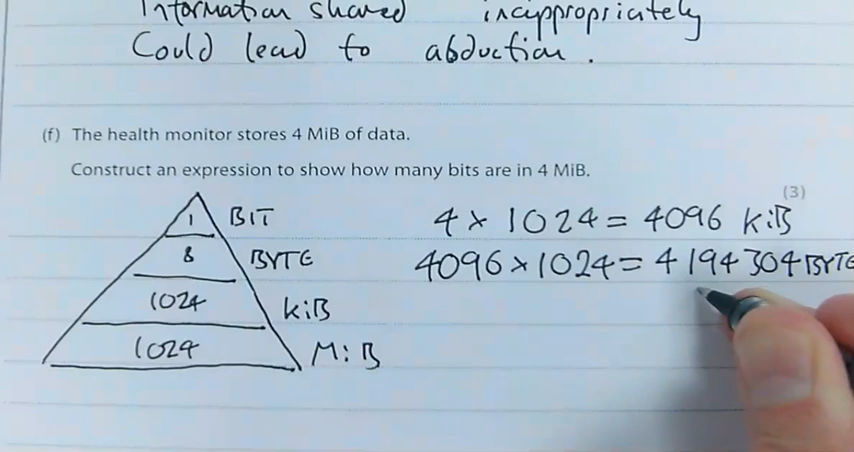 Information shared inappropriately
Could lead to abduction.
(f) The health monitor stores 4 MiB of data.
Construct an expression to show how many bits are in 4 MiB.
(3)
1 BIT
8 BYTE
1024 KiB
1024 MiB
4 × 1024 = 4096 KiB
4096 × 1024 = 4194304 BYTE